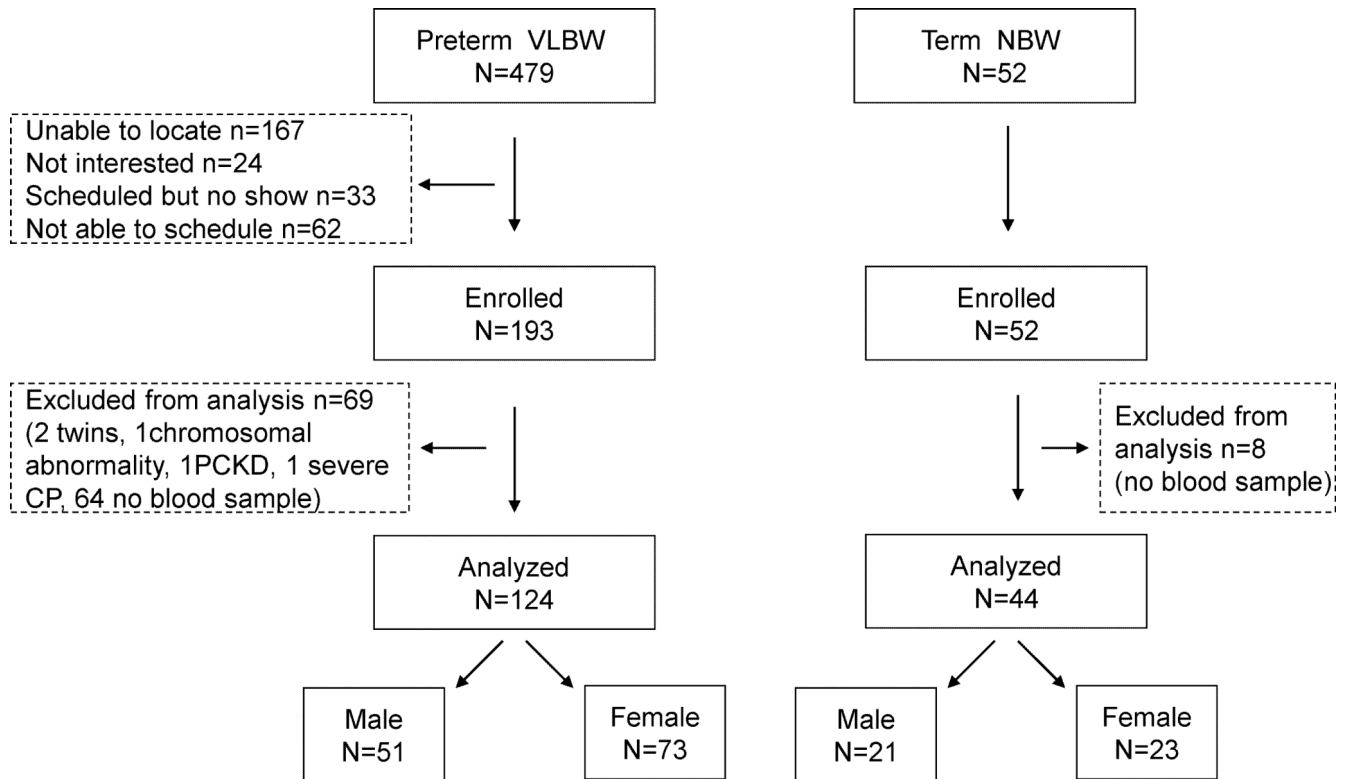 Preterm VLBW
N=479
Term NBW
N=52
Unable to locate n=167
Not interested n=24
Scheduled but no show n=33
Not able to schedule n=62
Enrolled
N=193
Enrolled
N=52
Excluded from analysis n=69
(2 twins, 1chromosomal
abnormality, 1PCKD, 1 severe
CP, 64 no blood sample)
Excluded from
analysis n=8
(no blood sample)
Analyzed
N=124
Analyzed
N=44
Male
N=51
Female
N=73
Male
N=21
Female
N=23